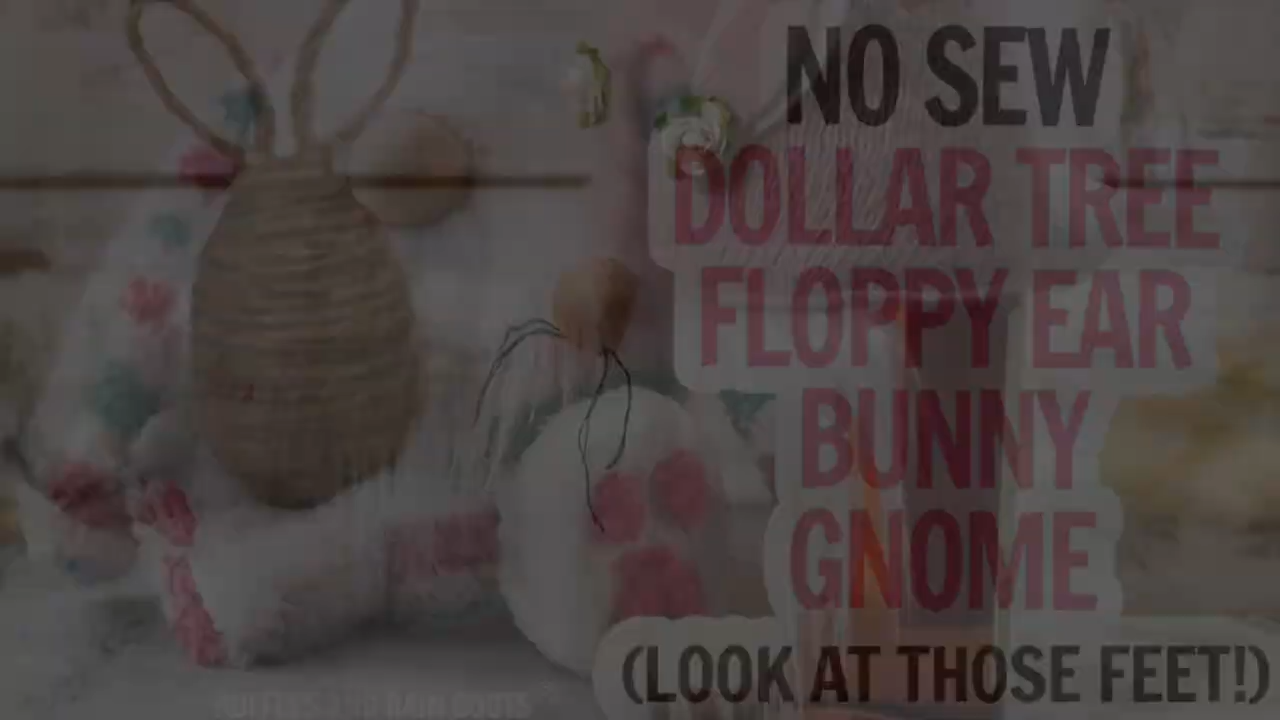 NO SEW
DOLLAR TREE
FLOPPY EAR
BUNNY
GNOME
(LOOK AT THOSE FEET!)